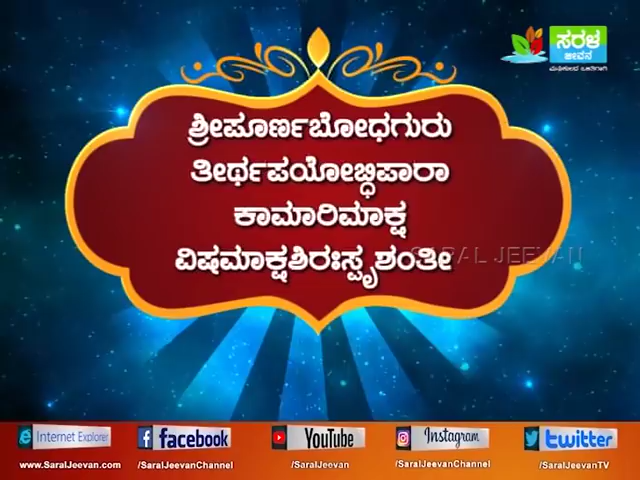 ಸರಳ
ಜೀವನ
ಶ್ರೀಪೂರ್ಣಬೋಧಗುರು
ತೀರ್ಥಪಯೋಬ್ಧಿಪಾರಾ
ಕಾಮಾರಿಮಾಕ್ಷ
ವಿಷಮಾಕ್ಷಶಿರಃಸ್ಪೃಶಂತೀ
SARAL JEEVAN
Internet Explorer facebook YouTube Instagram twitter
www.SaralJeevan.com /SaralJeevanChannel /SaralJeevan /SaralJeevanChannel /SaralJeevanTV